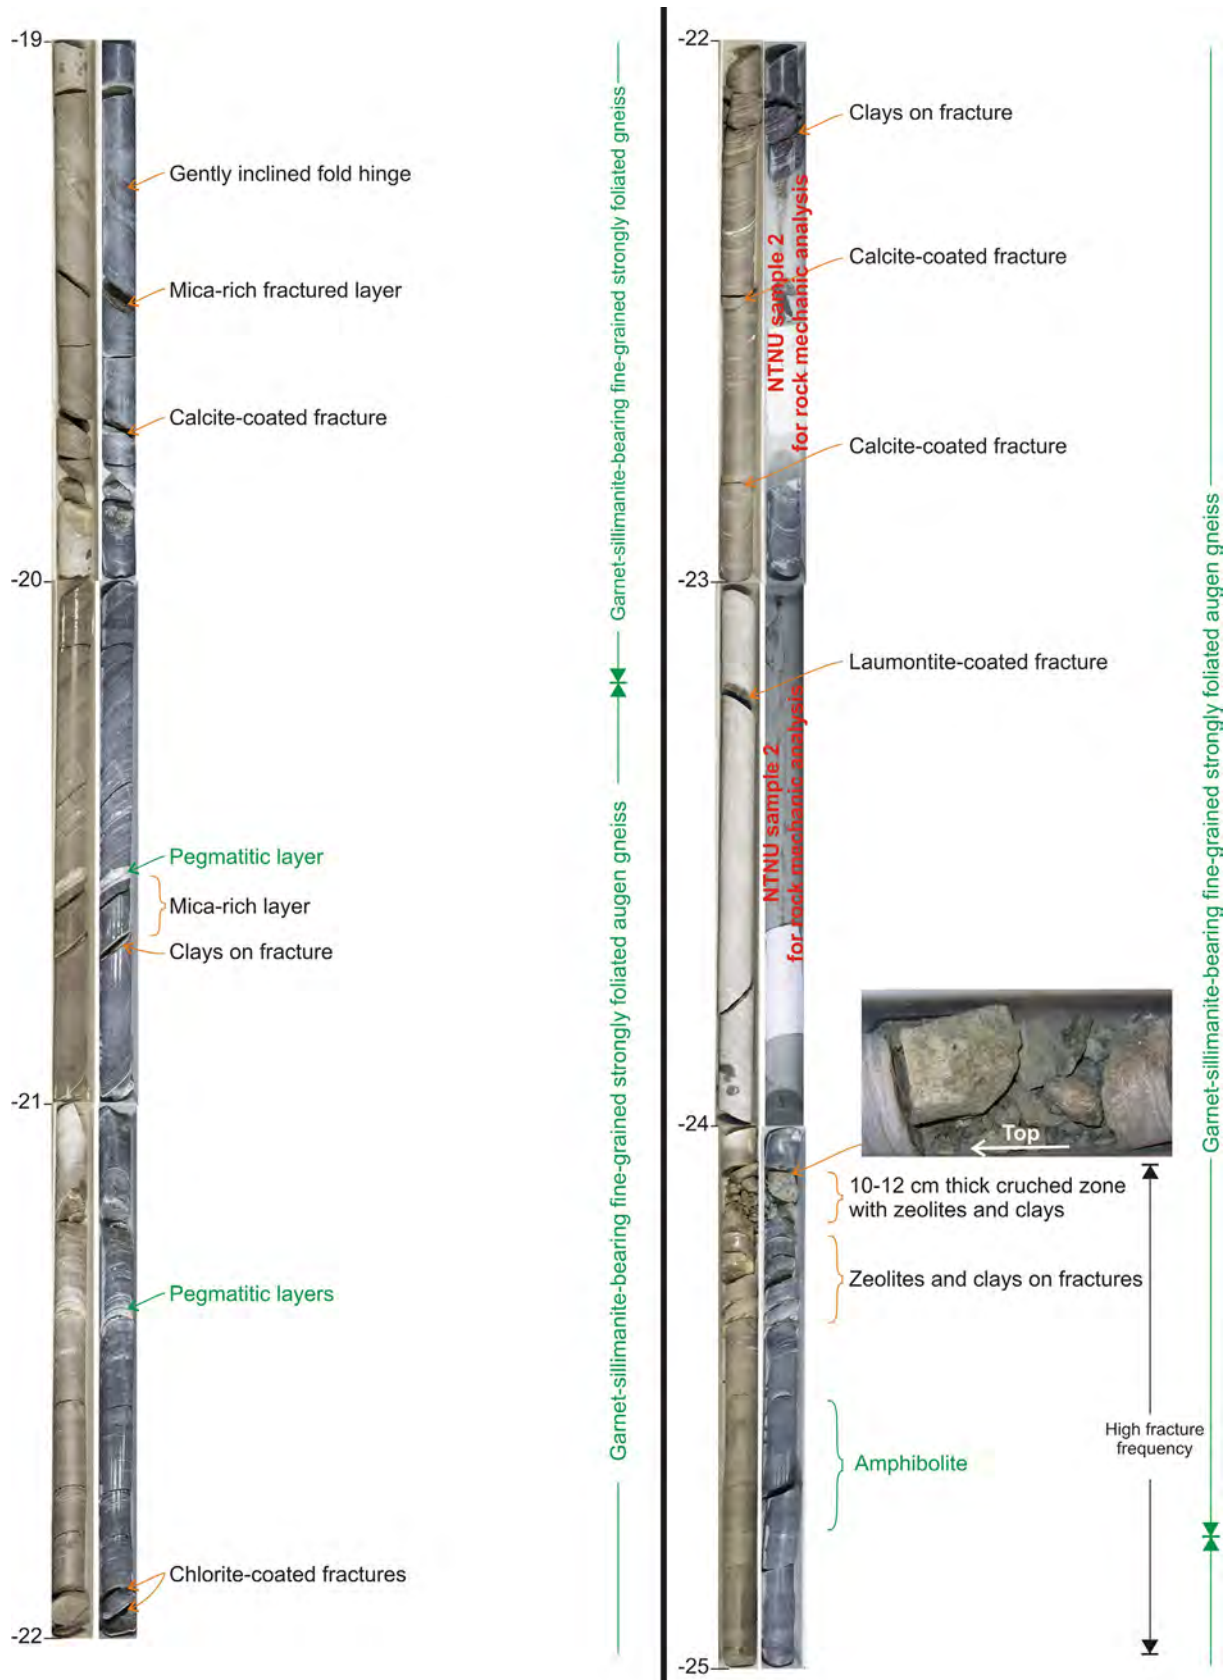 -19
Gently inclined fold hinge
Mica-rich fractured layer
Calcite-coated fracture
-20
Pegmatitic layer
Mica-rich layer
Clays on fracture
-21
Pegmatitic layers
Chlorite-coated fractures
-22
Garnet-sillimanite-bearing fine-grained strongly foliated gneiss
Garnet-sillimanite-bearing fine-grained strongly foliated augen gneiss
-22
Clays on fracture
Calcite-coated fracture
NTNU sample 2
for rock mechanic analysis
Calcite-coated fracture
-23
Laumontite-coated fracture
NTNU sample 2
for rock mechanic analysis
-24
Top
10-12 cm thick cruched zone
with zeolites and clays
Zeolites and clays on fractures
Amphibolite
High fracture
frequency
-25
Garnet-sillimanite-bearing fine-grained strongly foliated augen gneiss